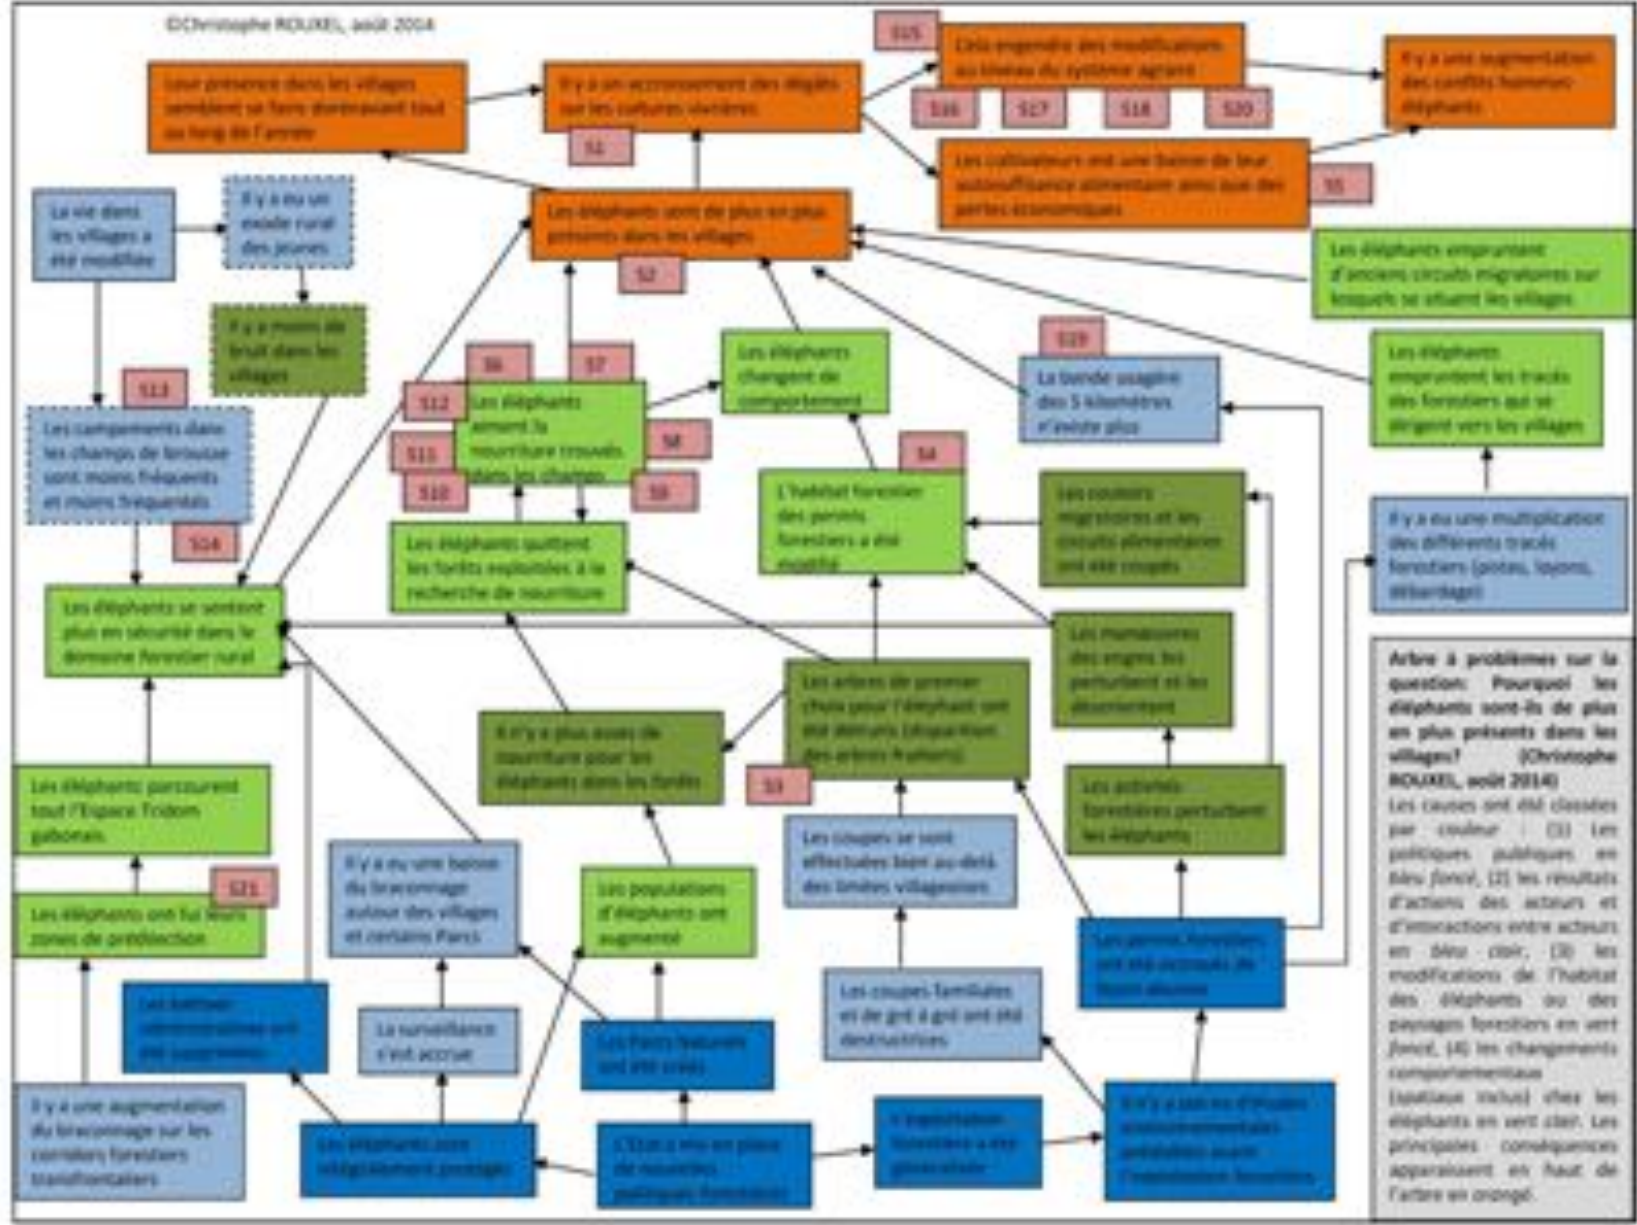 ©Christophe ROUXEL, août 2014
Leur présence dans les villages
semblent se faire dorénavant tout
au long de l'année
Il y a un accroissement des dégâts
sur les cultures vivrières
S1
S15
Cela engendre des modifications
au niveau du système agraire
S16
S17
S18
S20
Il y a une augmentation
des conflits hommes-
éléphants
Les cultivateurs ont une baisse de leur
autosuffisance alimentaire ainsi que des
pertes économiques
S5
La vie dans
les villages a
été modifiée
Il y a eu un
exode rural
des jeunes
Les éléphants sont de plus en plus
présents dans les villages
S2
Les éléphants empruntent
d'anciens circuits migratoires sur
lesquels se situent les villages
Il y a moins de
bruit dans les
villages
S13
Les campements dans
les champs de brousse
sont moins fréquents
et moins fréquentés
S14
S6
S7
S12
S11
S10
S8
S9
Les éléphants
aiment la
nourriture trouvée
dans les champs
Les éléphants
changent de
comportement
S19
La bande usagère
des 5 kilomètres
n'existe plus
Les éléphants
empruntent les tracés
des forestiers qui se
dirigent vers les villages
S4
L'habitat forestier
des permis
forestiers a été
modifié
Les couloirs
migratoires et les
circuits alimentaires
ont été coupés
Il y a eu une multiplication
des différents tracés
forestiers (pistes, layons,
débardage)
Les éléphants quittent
les forêts exploitées à la
recherche de nourriture
Les éléphants se sentent
plus en sécurité dans le
domaine forestier rural
Les manœuvres
des engins les
perturbent et les
désorientent
Les arbres de premier
choix pour l'éléphant ont
été détruits (disparition
des arbres fruitiers)
S3
Il n'y a plus assez de
nourriture pour les
éléphants dans les forêts
Les activités
forestières perturbent
les éléphants
Les éléphants parcourent
tout l'Espace Tridom
gabonais
S21
Les éléphants ont fui leurs
zones de prédilection
Il y a eu une baisse
du braconnage
autour des villages
et certains Parcs
Les populations
d'éléphants ont
augmenté
Les coupes se sont
effectuées bien au-delà
des limites villageoises
Les permis forestiers
ont été octroyés de
Les coupes familiales
et de gré à gré ont été
destructrices
Les battues
administratives ont
été supprimées
La surveillance
s'est accrue
Les Parcs Nationaux
ont été créés
Il y a une augmentation
du braconnage sur les
corridors forestiers
transfrontaliers
Les éléphants sont
intégralement protégés
L'Etat a mis en place
de nouvelles
politiques forestières
L'exploitation
forestière a été
généralisée
Il n'y a pas eu d'études
environnementales
préalables avant
l'exploitation forestière
Arbre à problèmes sur la
question: Pourquoi les
éléphants sont-ils de plus
en plus présents dans les
villages? (Christophe
ROUXEL, août 2014)
Les causes ont été classées
par couleur : (1) Les
politiques publiques en
bleu foncé, (2) les résultats
d'actions des acteurs et
d'interactions entre acteurs
en bleu clair, (3) les
modifications de l'habitat
des éléphants ou des
paysages forestiers en vert
foncé, (4) les changements
comportementaux
(spatiaux inclus) chez les
éléphants en vert clair. Les
principales conséquences
apparaissent en haut de
l'arbre en orangé.